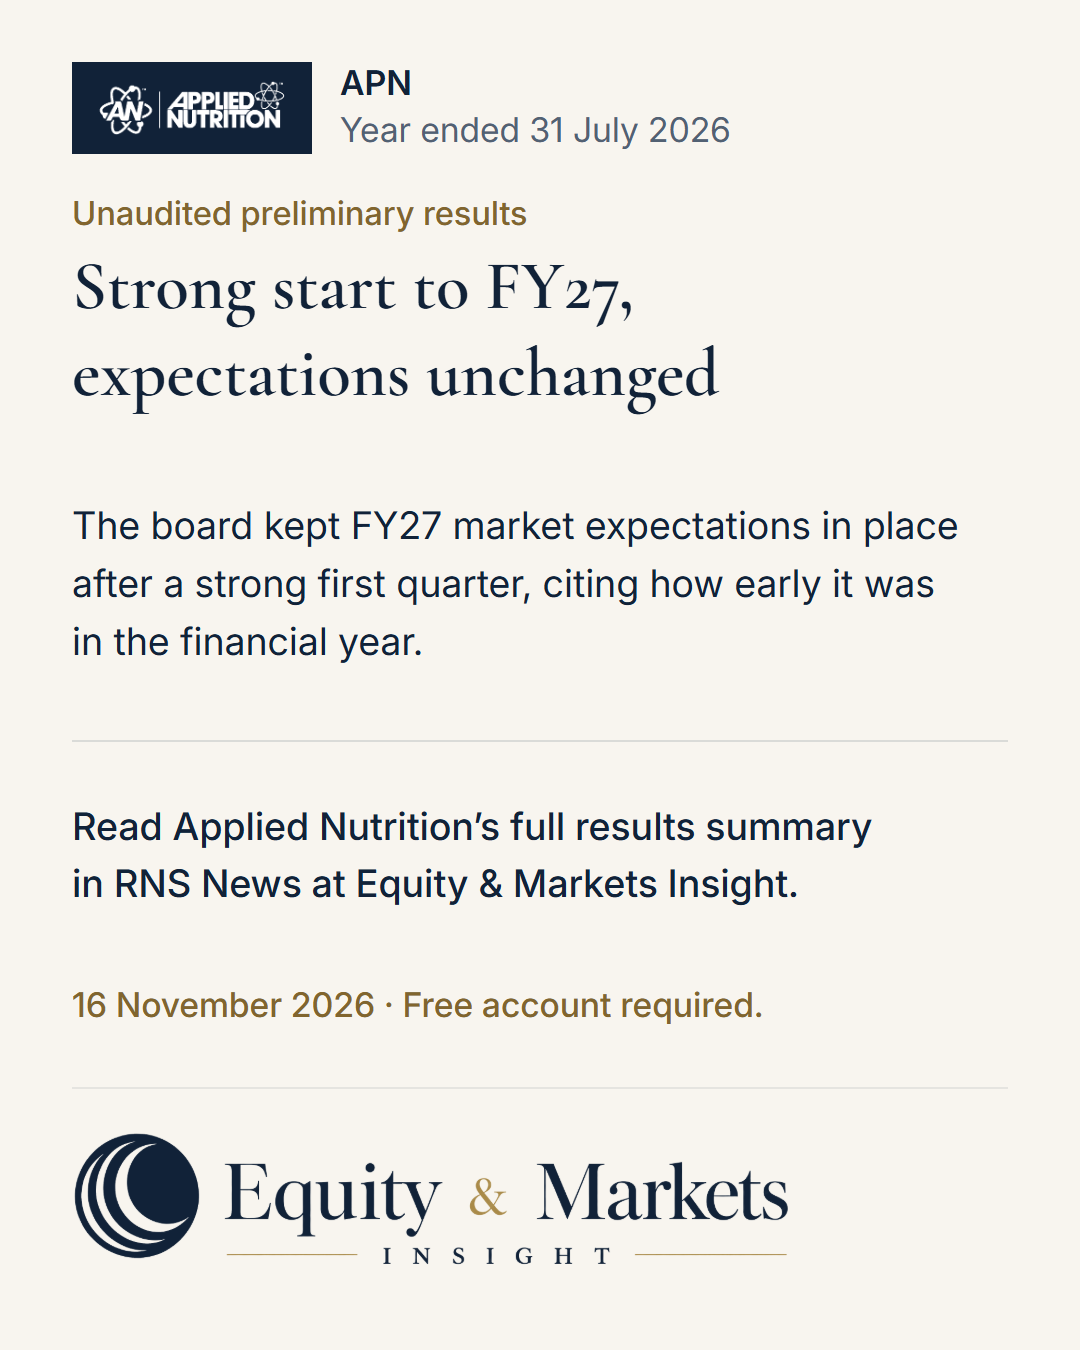 AN | APPLIED NUTRITION
APN
Year ended 31 July 2026
Unaudited preliminary results
Strong start to FY27,
expectations unchanged
The board kept FY27 market expectations in place
after a strong first quarter, citing how early it was
in the financial year.
Read Applied Nutrition’s full results summary
in RNS News at Equity & Markets Insight.
16 November 2026 · Free account required.
Equity & Markets
INSIGHT